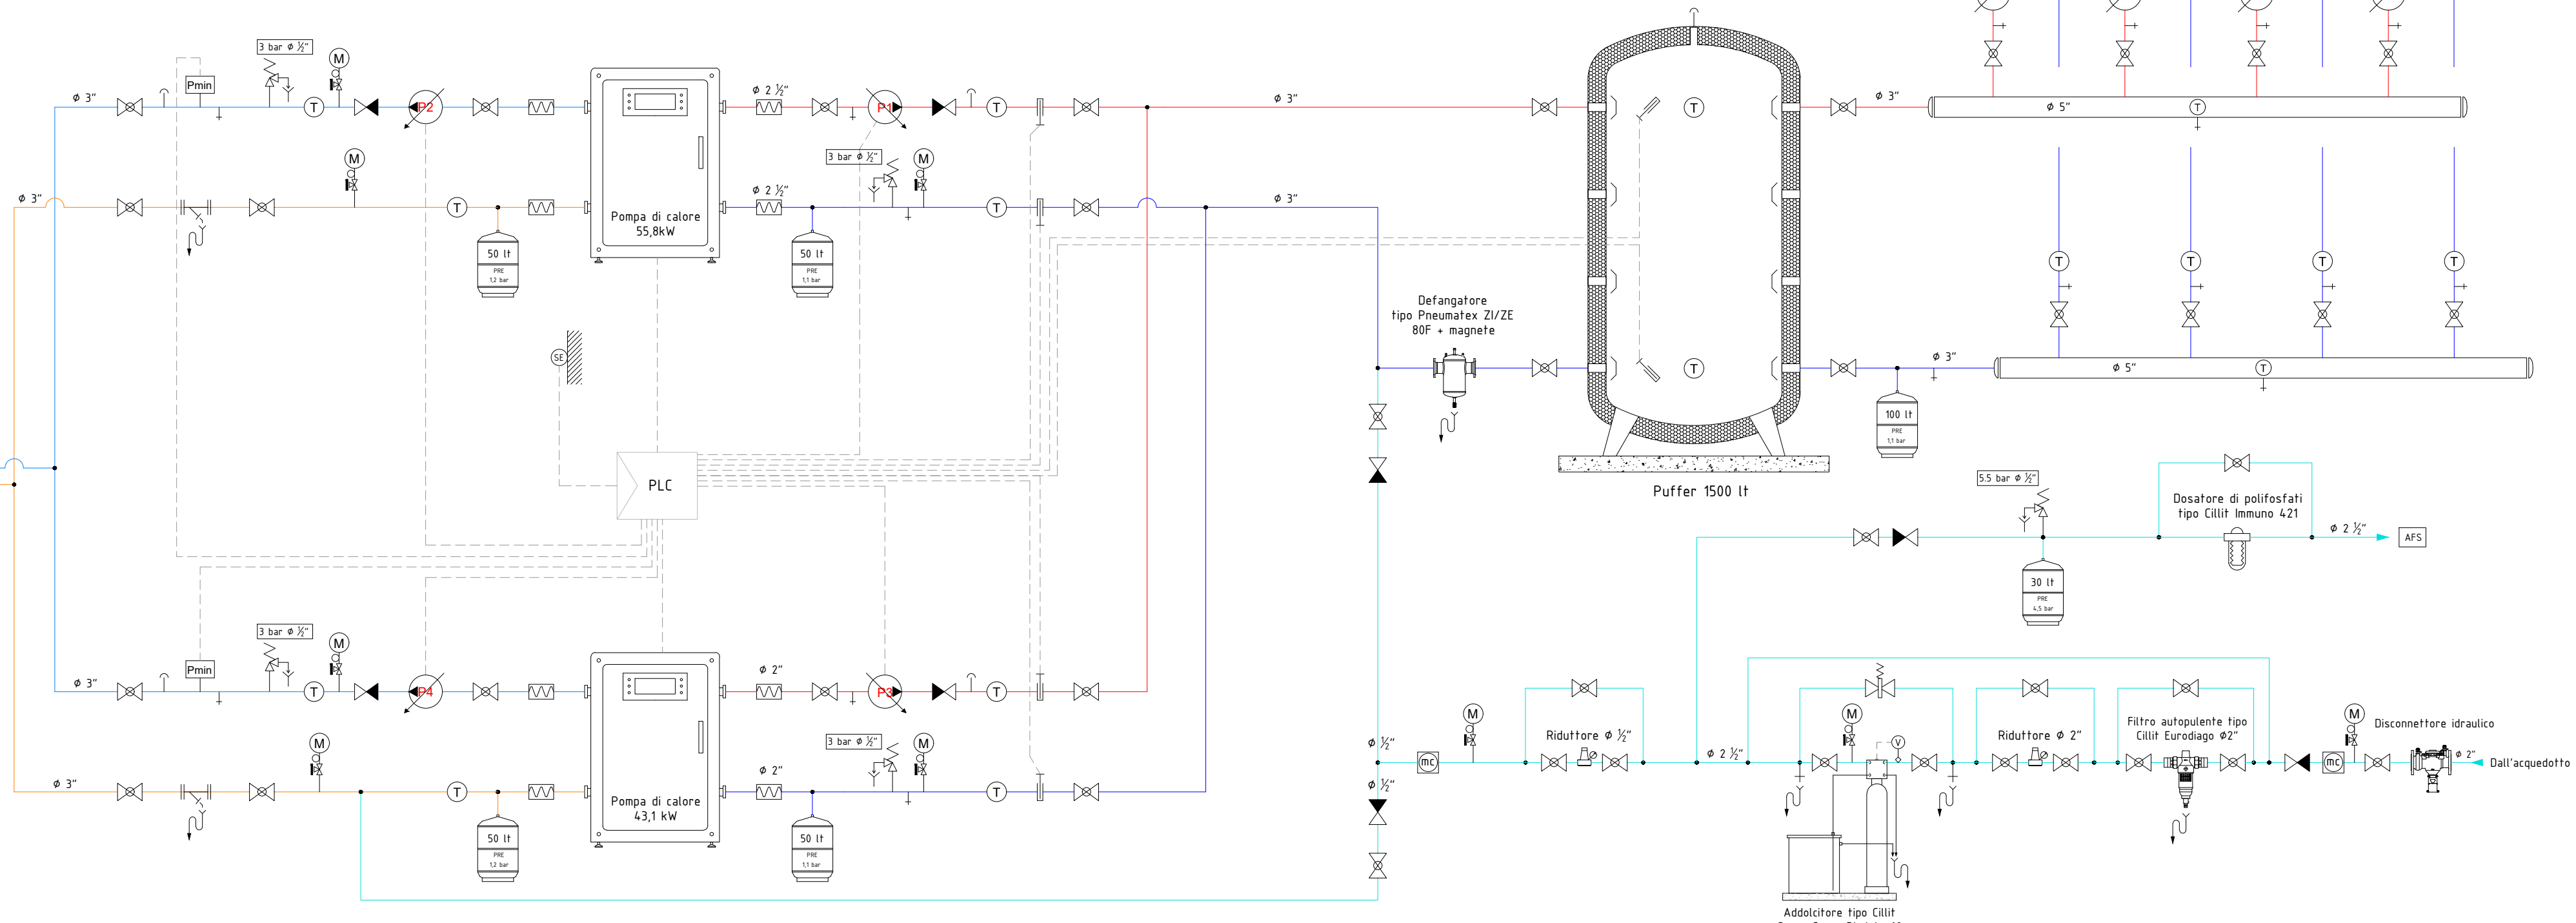 3 bar ϕ ½"
M
Pmin
ϕ 3"
T
P2
ϕ 2 ½"
P1
T
ϕ 3"
T
ϕ 3"
ϕ 5"
T
M
ϕ 3"
T
50 lt
PRE
1,2 bar
Pompa di calore
55,8kW
ϕ 2 ½"
3 bar ϕ ½"
M
T
ϕ 3"
50 lt
PRE
1,1 bar
T
T
T
T
Defangatore
tipo Pneumatex ZI/ZE
80F + magnete
T
ϕ 3"
ϕ 5"
T
100 lt
PRE
1,1 bar
Puffer 1500 lt
SE
PLC
5.5 bar ϕ ½"
Dosatore di polifosfati
tipo Cillit Immuno 421
ϕ 2 ½"
AFS
30 lt
PRE
4,5 bar
3 bar ϕ ½"
M
Pmin
ϕ 3"
T
P4
ϕ 2"
P3
T
M
ϕ 3"
T
50 lt
PRE
1,2 bar
Pompa di calore
43,1 kW
ϕ 2"
3 bar ϕ ½"
M
T
50 lt
PRE
1,1 bar
ϕ ½"
ϕ ½"
mc
M
Riduttore ϕ ½"
ϕ 2 ½"
M
V
Riduttore ϕ 2"
Filtro autopulente tipo
Cillit Eurodiago ϕ2"
mc
M
Disconnettore idraulico
ϕ 2"
Dall'acquedotto
Addolcitore tipo Cillit